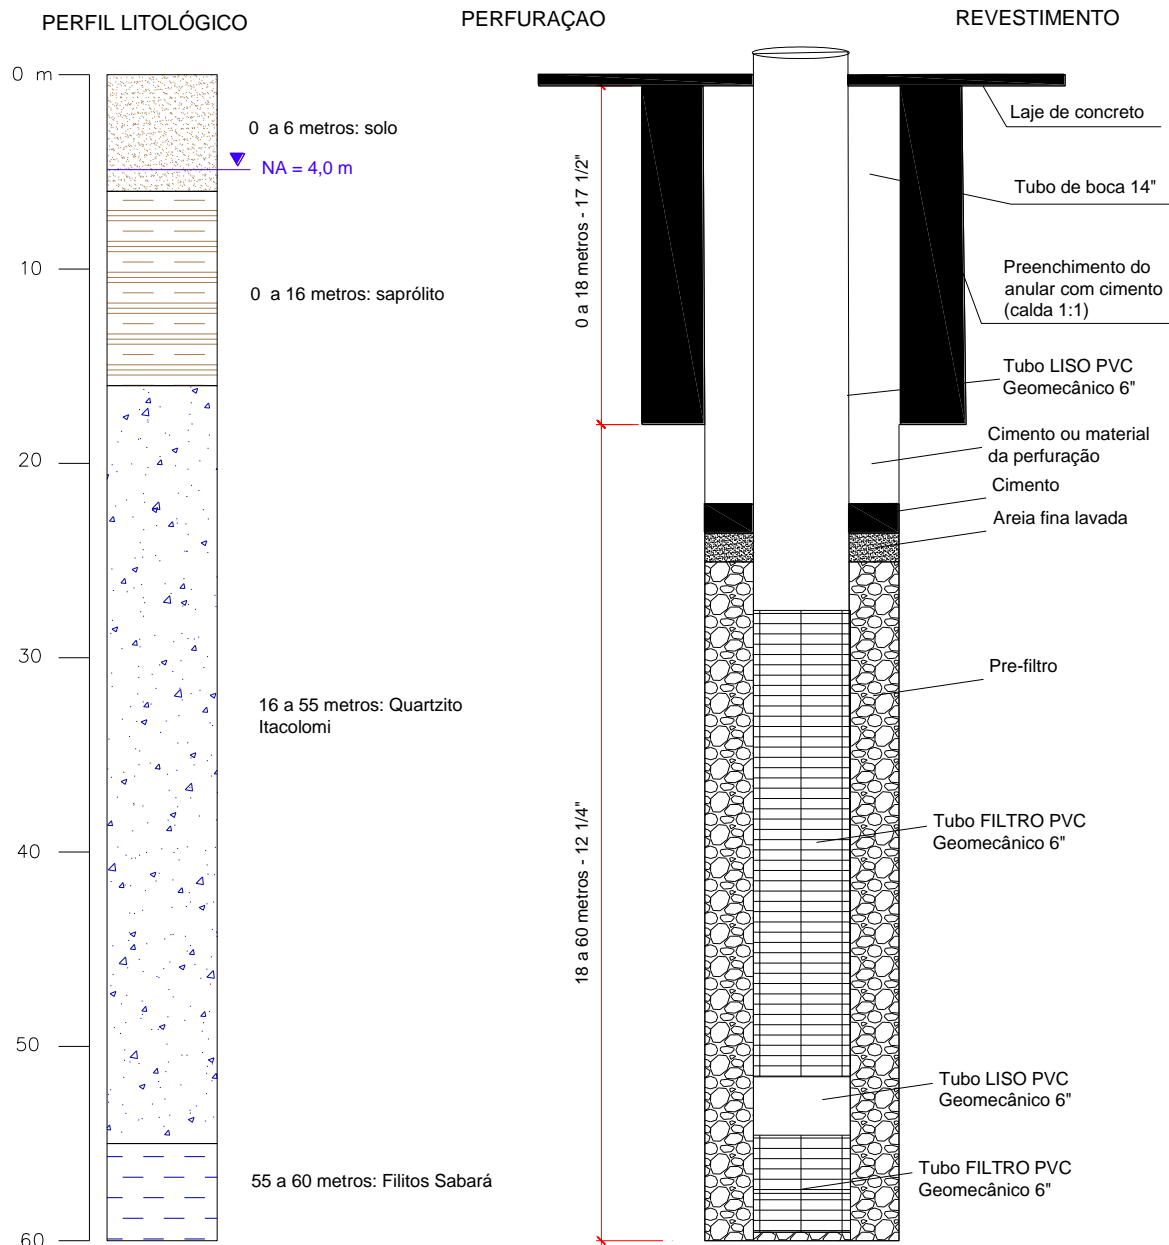 PERFIL LITOLÓGICO
PERFURAÇAO
REVESTIMENTO
0 m
10
20
30
40
50
60
0 a 6 metros: solo
NA = 4,0 m
0 a 16 metros: saprólito
16 a 55 metros: Quartzito
Itacolomi
55 a 60 metros: Filitos Sabará
0 a 18 metros - 17 1/2"
18 a 60 metros - 12 1/4"
Laje de concreto
Tubo de boca 14"
Preenchimento do
anular com cimento
(calda 1:1)
Tubo LISO PVC
Geomecânico 6"
Cimento ou material
da perfuração
Cimento
Areia fina lavada
Pre-filtro
Tubo FILTRO PVC
Geomecânico 6"
Tubo LISO PVC
Geomecânico 6"
Tubo FILTRO PVC
Geomecânico 6"